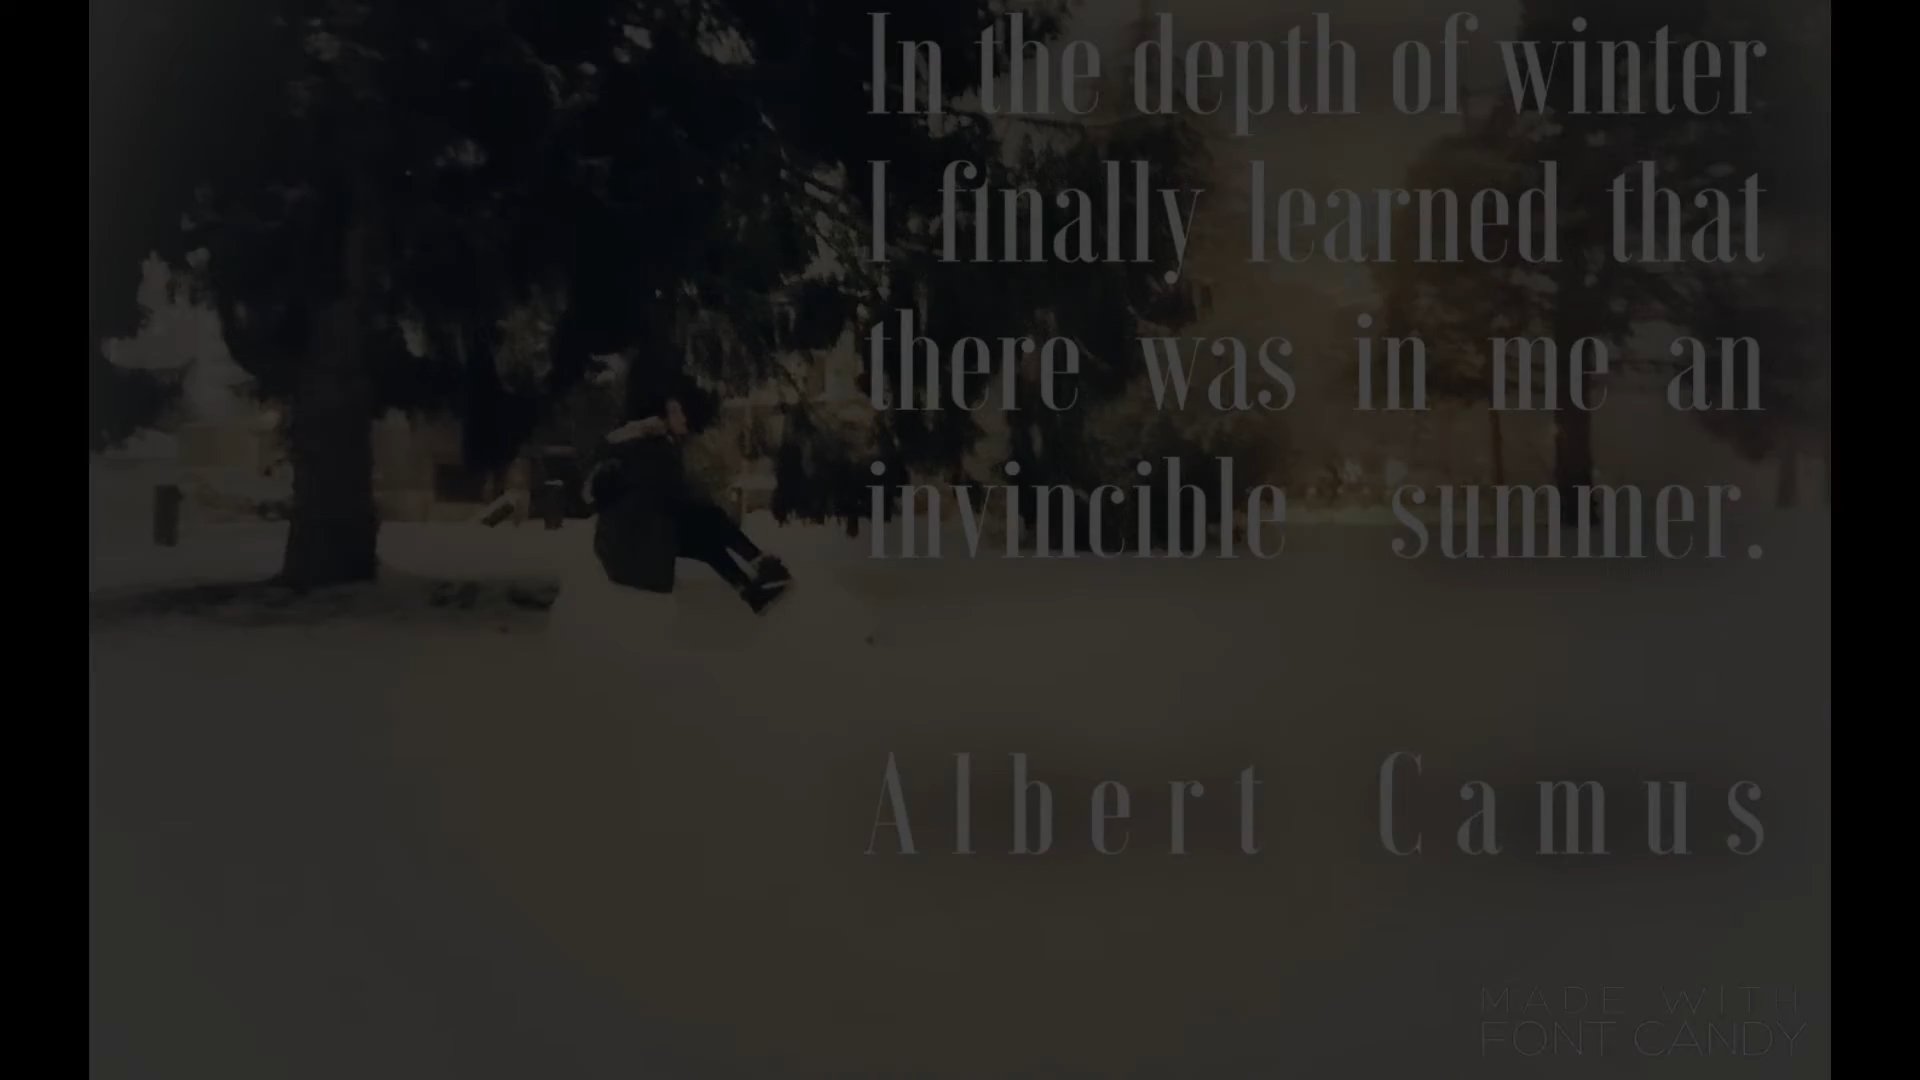 In the depth of winter
I finally learned that
there was in me an
invincible summer.
Albert Camus
MADE WITH
FONT CANDY